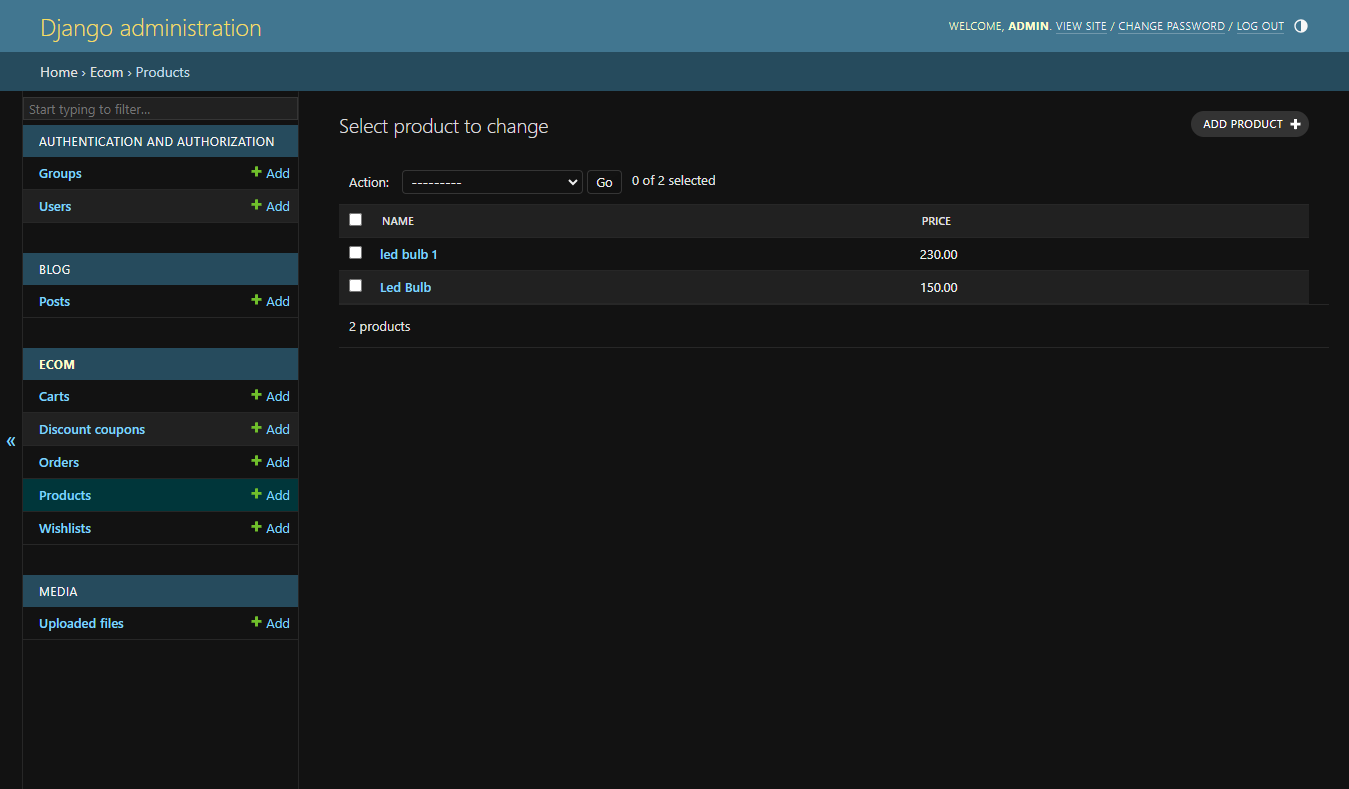 Django administration
WELCOME, ADMIN. VIEW SITE / CHANGE PASSWORD / LOG OUT
Home › Ecom › Products
Start typing to filter...
AUTHENTICATION AND AUTHORIZATION
Groups + Add
Users + Add
BLOG
Posts + Add
ECOM
Carts + Add
Discount coupons + Add
Orders + Add
Products + Add
Wishlists + Add
MEDIA
Uploaded files + Add
«
Select product to change
ADD PRODUCT +
Action: --------- Go 0 of 2 selected
NAME PRICE
led bulb 1 230.00
Led Bulb 150.00
2 products